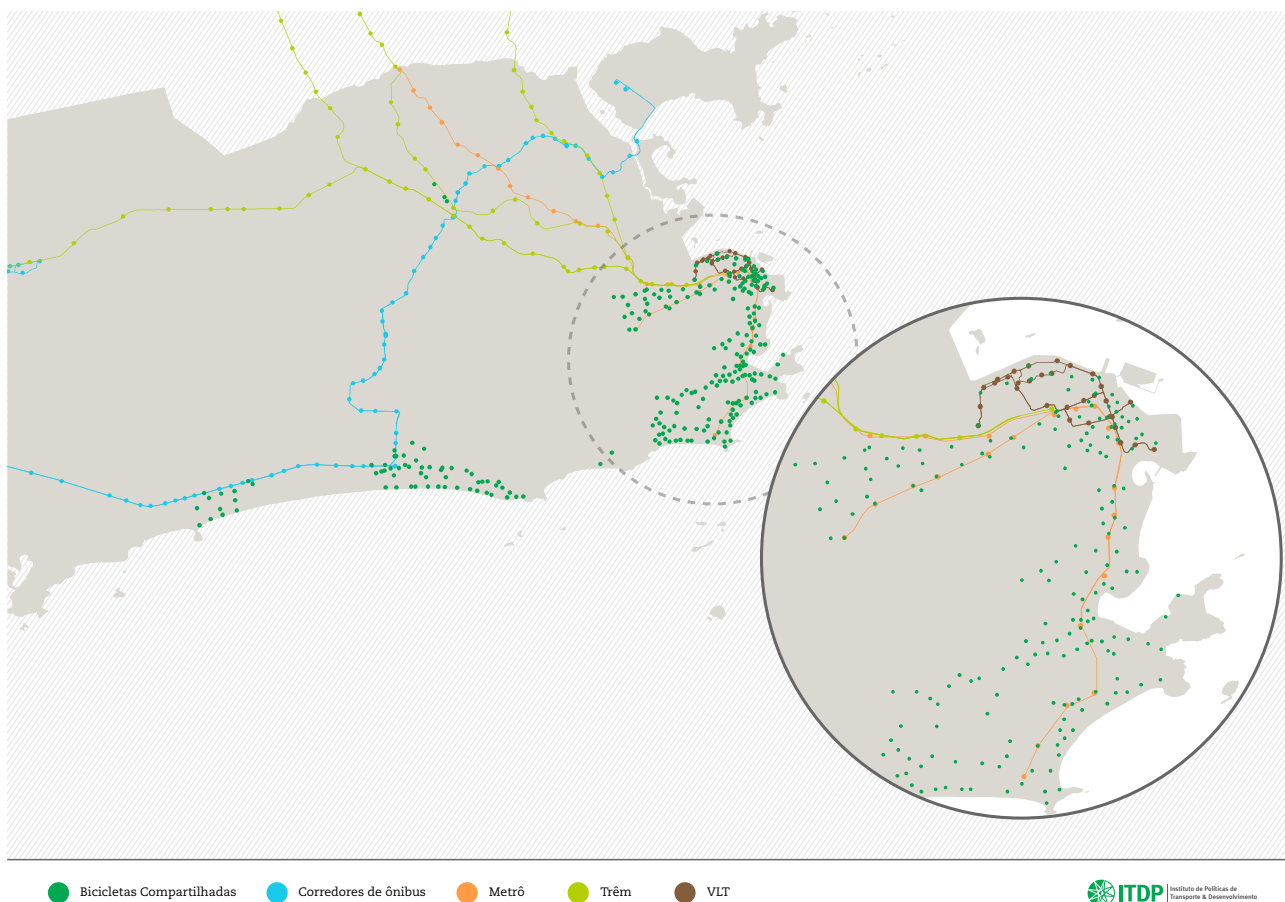 Bicicletas Compartilhadas
Corredores de ônibus
Metrô
Trêm
VLT
ITDP
Instituto de Políticas de
Transporte & Desenvolvimento